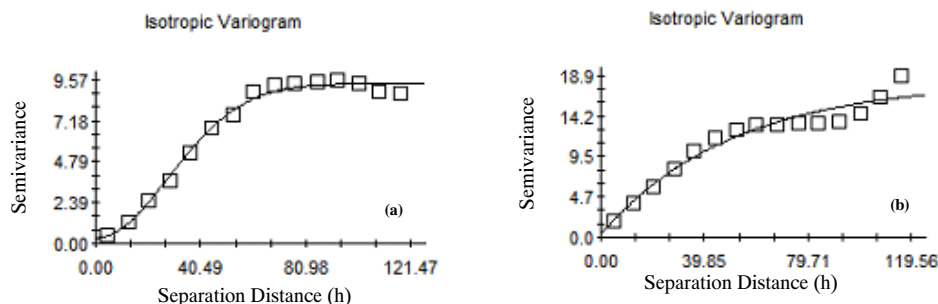 Isotropic Variogram
9.57
7.18
4.79
2.39
0.00
Semivariance
(a)
0.00 40.49 80.98 121.47
Separation Distance (h)
Isotropic Variogram
18.9
14.2
9.5
4.7
0.0
Semivariance
(b)
0.00 39.85 79.71 119.56
Separation Distance (h)